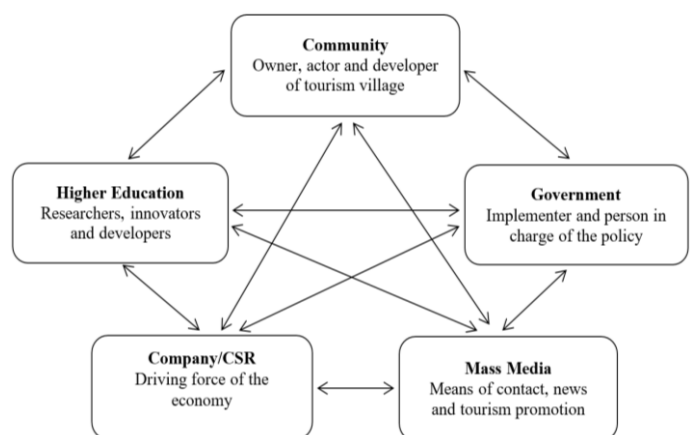 Community
Owner, actor and developer
of tourism village
Higher Education
Researchers, innovators
and developers
Government
Implementer and person in
charge of the policy
Company/CSR
Driving force of the
economy
Mass Media
Means of contact, news
and tourism promotion